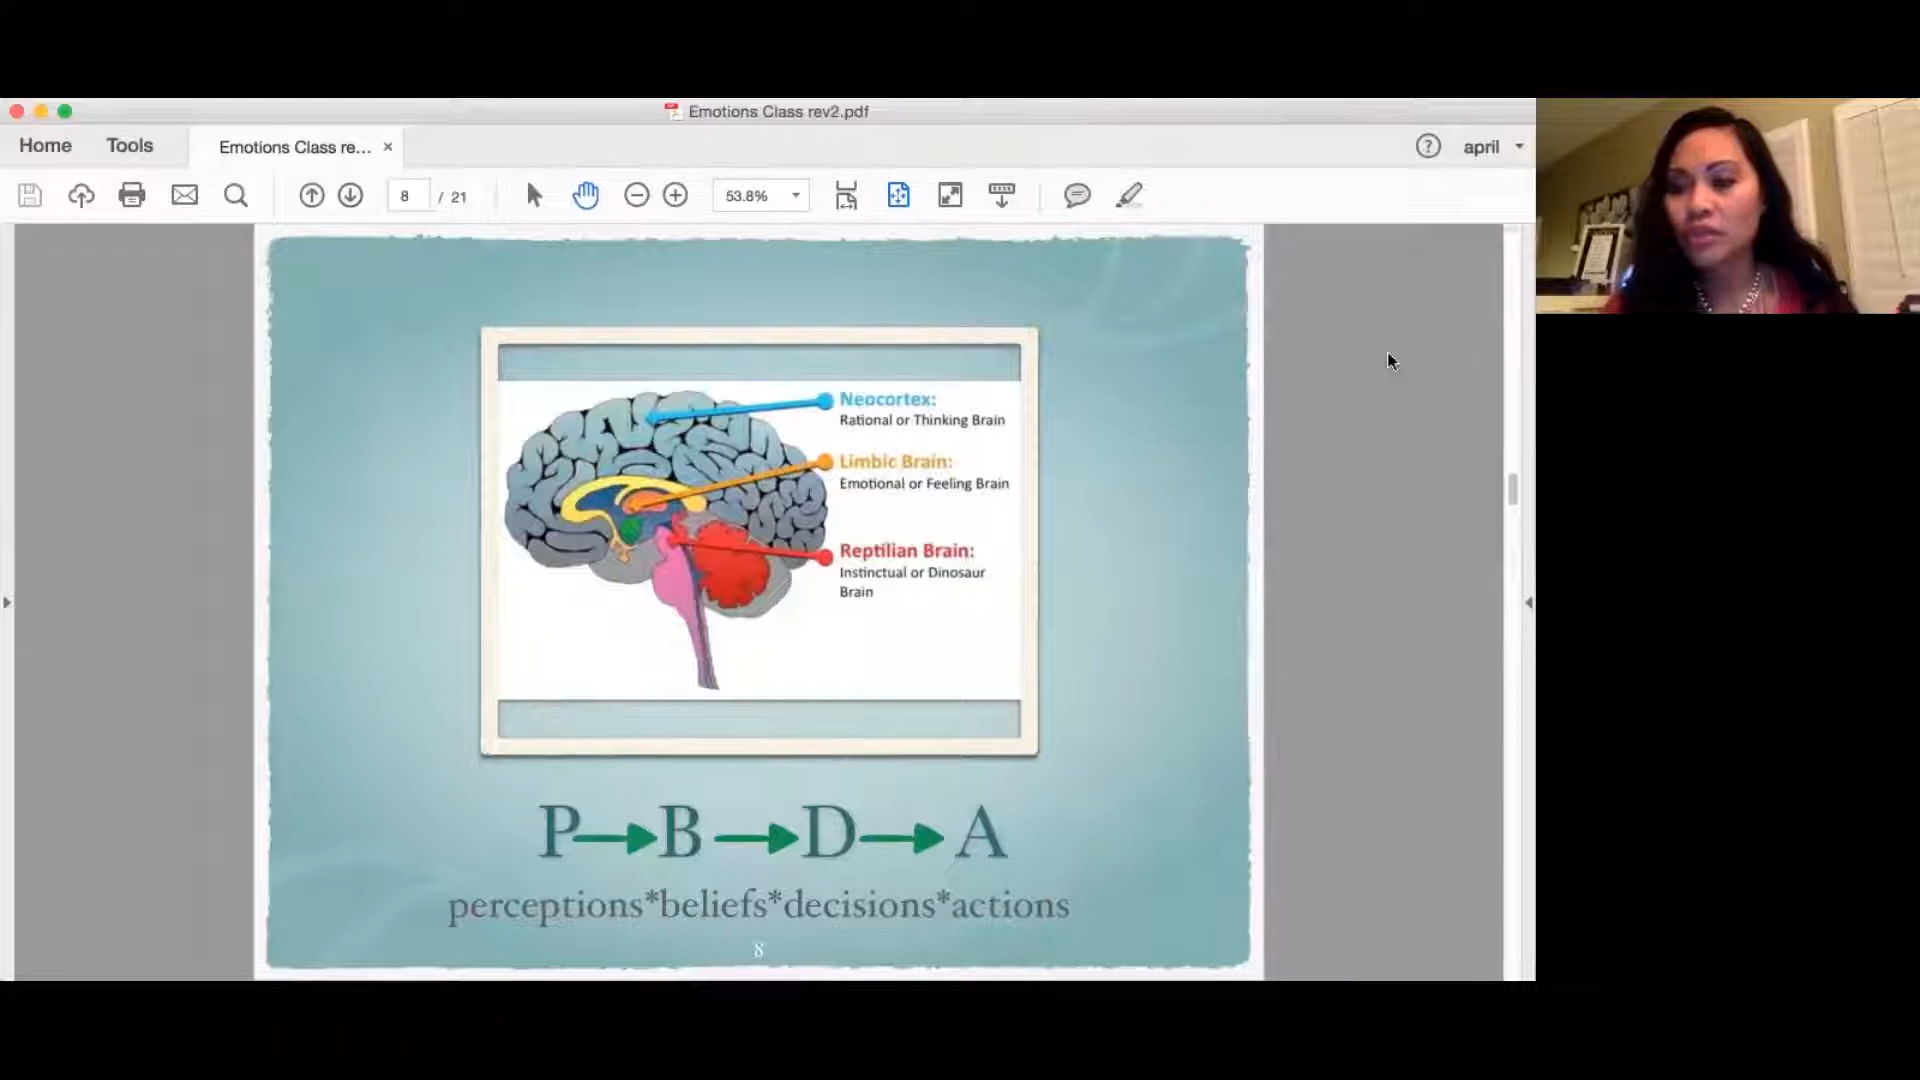 Emotions Class rev2.pdf
Home Tools Emotions Class re... × ? april
8 / 21 53.8%
Neocortex:
Rational or Thinking Brain
Limbic Brain:
Emotional or Feeling Brain
Reptilian Brain:
Instinctual or Dinosaur
Brain
P B D A
perceptions*beliefs*decisions*actions
8